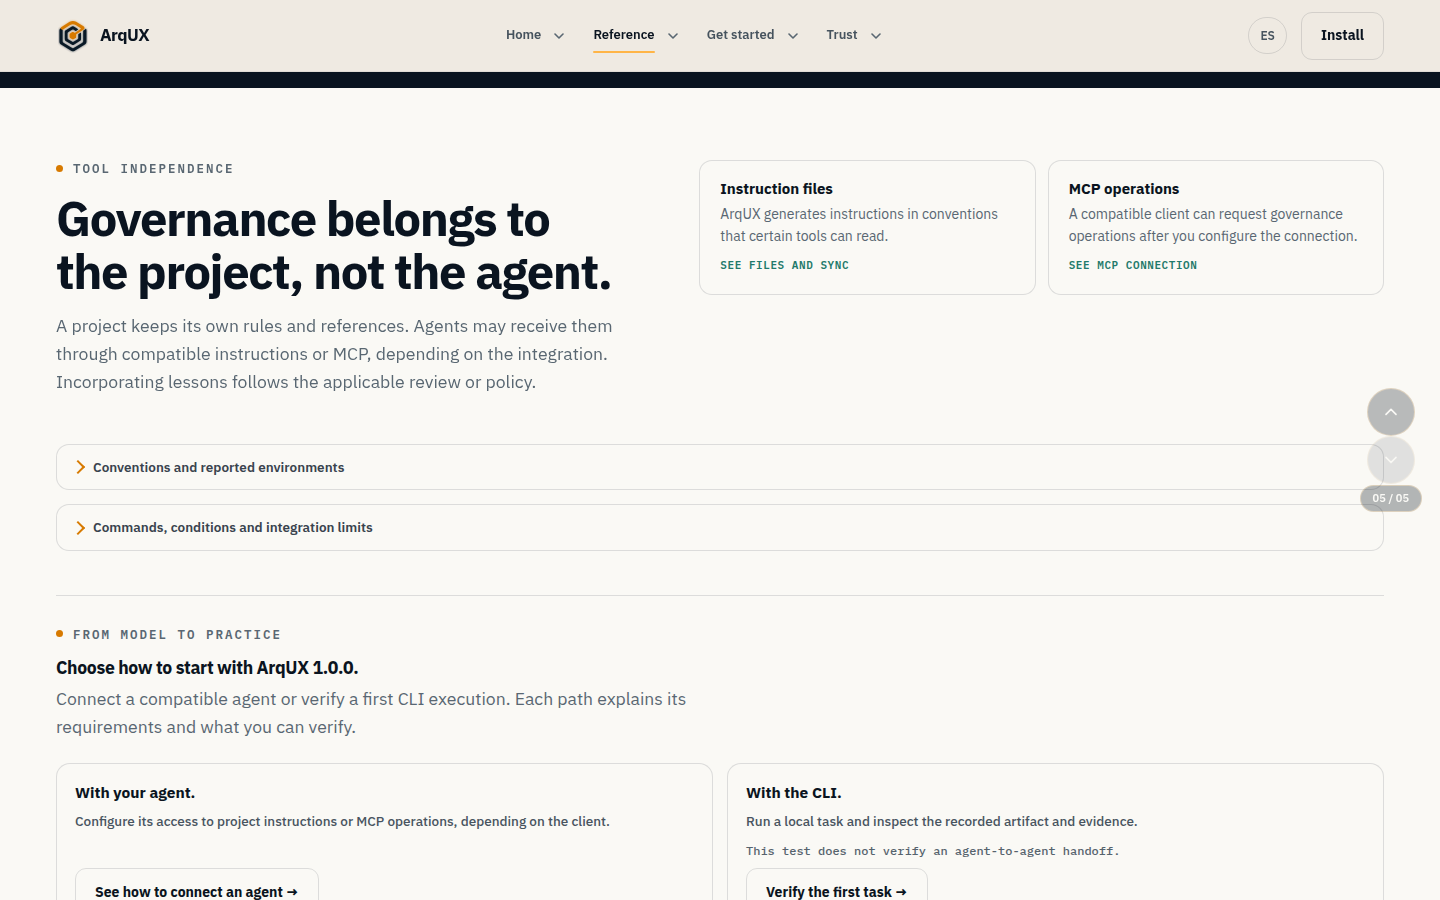 ArqUX
Home
Reference
Get started
Trust
ES
Install
TOOL INDEPENDENCE
Governance belongs to
the project, not the agent.
A project keeps its own rules and references. Agents may receive them
through compatible instructions or MCP, depending on the integration.
Incorporating lessons follows the applicable review or policy.
Instruction files
ArqUX generates instructions in conventions
that certain tools can read.
SEE FILES AND SYNC
MCP operations
A compatible client can request governance
operations after you configure the connection.
SEE MCP CONNECTION
Conventions and reported environments
Commands, conditions and integration limits
05 / 05
FROM MODEL TO PRACTICE
Choose how to start with ArqUX 1.0.0.
Connect a compatible agent or verify a first CLI execution. Each path explains its
requirements and what you can verify.
With your agent.
Configure its access to project instructions or MCP operations, depending on the client.
See how to connect an agent →
With the CLI.
Run a local task and inspect the recorded artifact and evidence.
This test does not verify an agent-to-agent handoff.
Verify the first task →